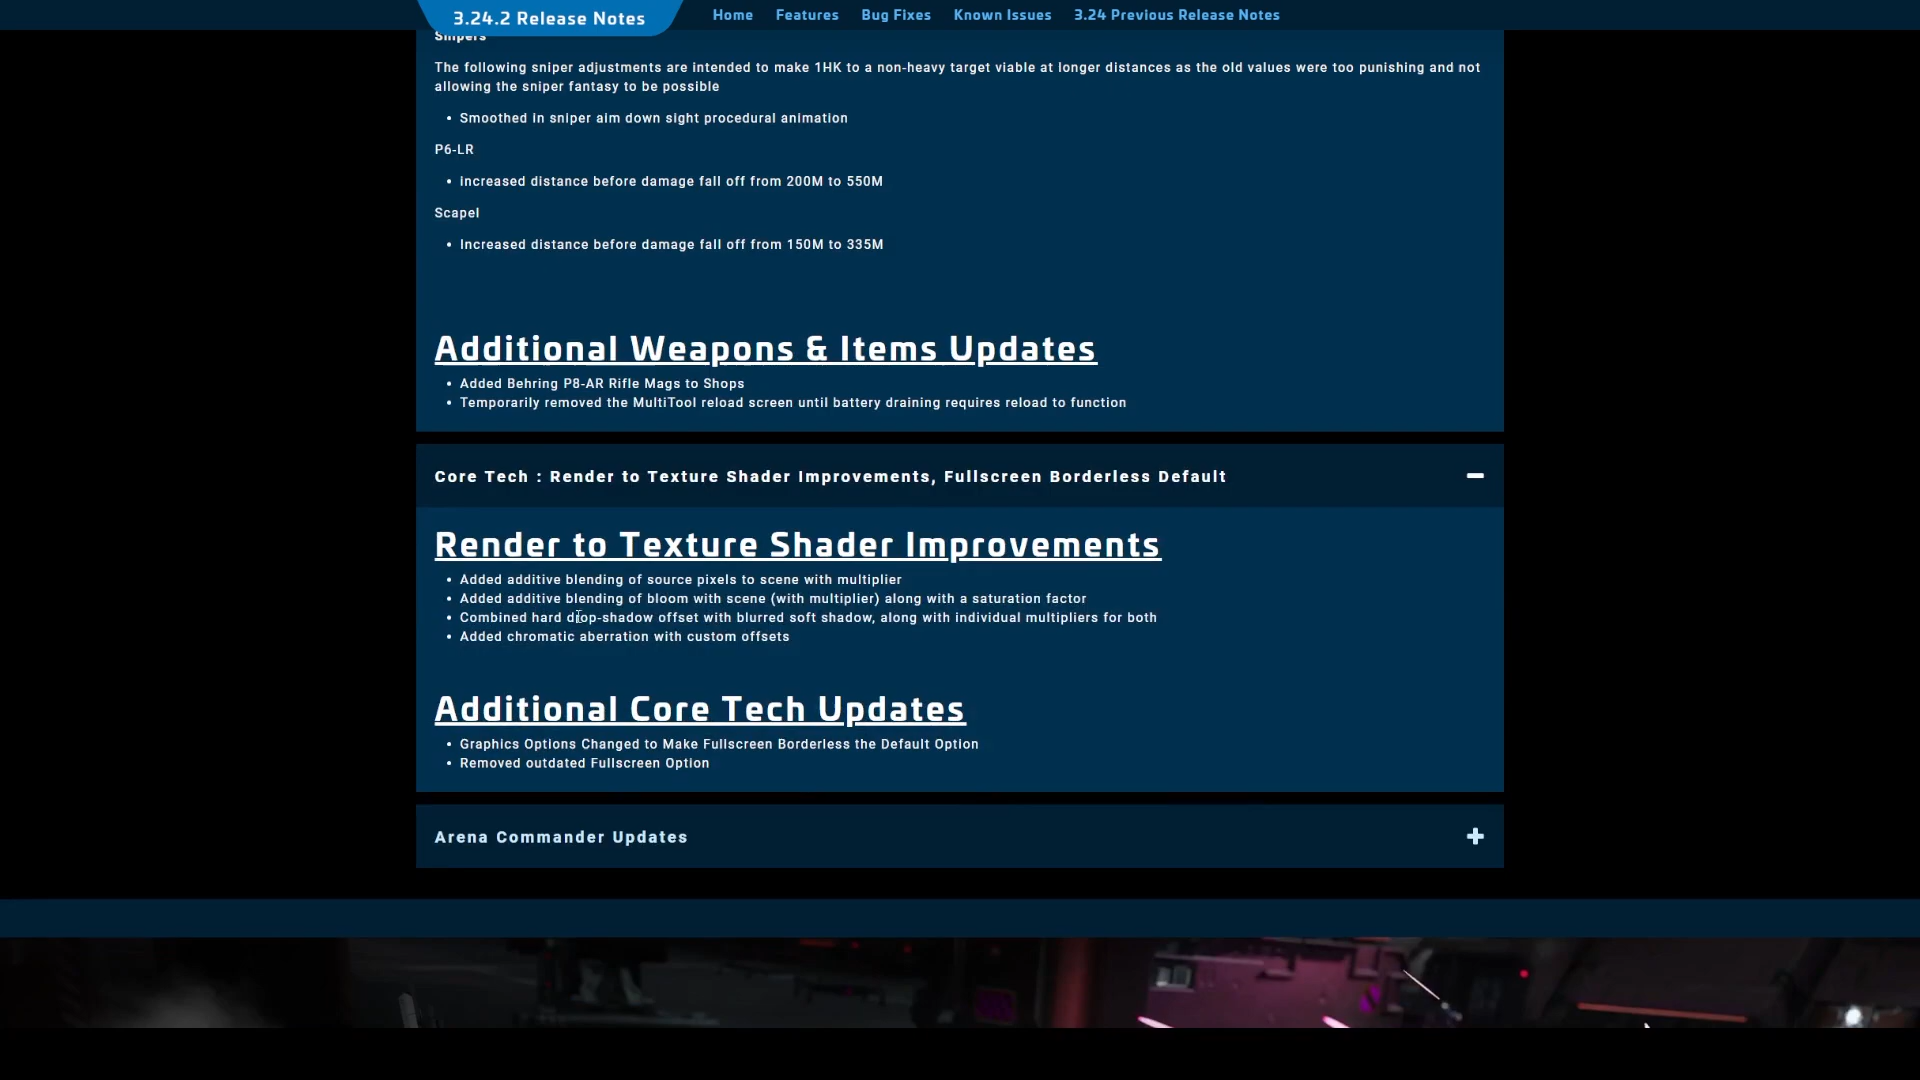 3.24.2 Release Notes
Home Features Bug Fixes Known Issues 3.24 Previous Release Notes
Snipers
The following sniper adjustments are intended to make 1HK to a non-heavy target viable at longer distances as the old values were too punishing and not
allowing the sniper fantasy to be possible
• Smoothed in sniper aim down sight procedural animation
P6-LR
• Increased distance before damage fall off from 200M to 550M
Scapel
• Increased distance before damage fall off from 150M to 335M
Additional Weapons & Items Updates
• Added Behring P8-AR Rifle Mags to Shops
• Temporarily removed the MultiTool reload screen until battery draining requires reload to function
Core Tech : Render to Texture Shader Improvements, Fullscreen Borderless Default
Render to Texture Shader Improvements
• Added additive blending of source pixels to scene with multiplier
• Added additive blending of bloom with scene (with multiplier) along with a saturation factor
• Combined hard drop-shadow offset with blurred soft shadow, along with individual multipliers for both
• Added chromatic aberration with custom offsets
Additional Core Tech Updates
• Graphics Options Changed to Make Fullscreen Borderless the Default Option
• Removed outdated Fullscreen Option
Arena Commander Updates